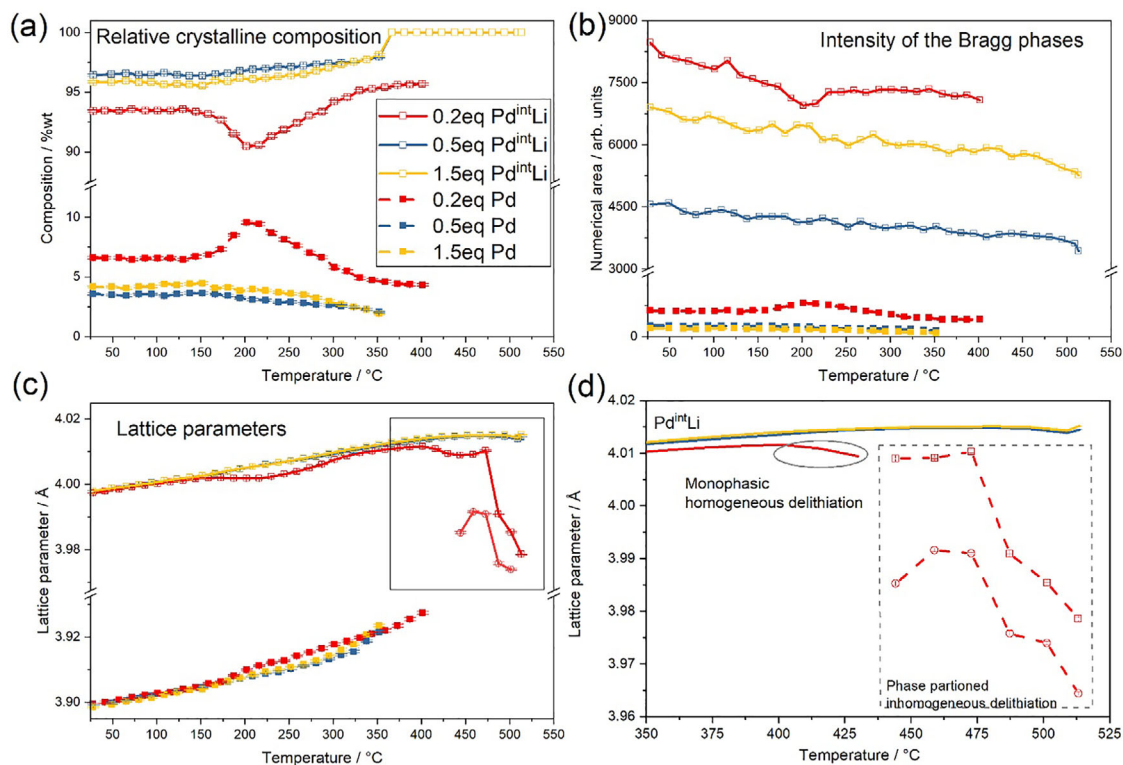 (a)
Relative crystalline composition
100
95
90
10
5
0
Composition / %wt
50 100 150 200 250 300 350 400 450 500 550
Temperature / °C
0.2eq PdⁱⁿᵗLi
0.5eq PdⁱⁿᵗLi
1.5eq PdⁱⁿᵗLi
0.2eq Pd
0.5eq Pd
1.5eq Pd
(b)
Intensity of the Bragg phases
9000
7500
6000
4500
3000
0
Numerical area / arb. units
50 100 150 200 250 300 350 400 450 500 550
Temperature / °C
(c)
Lattice parameters
4.02
4.00
3.98
3.92
3.90
Lattice parameter / Å
50 100 150 200 250 300 350 400 450 500 550
Temperature / °C
(d)
PdⁱⁿᵗLi
4.02
4.01
4.00
3.99
3.98
3.97
3.96
Lattice parameter / Å
Monophasic
homogeneous delithiation
Phase partioned
inhomogeneous delithiation
350 375 400 425 450 475 500 525
Temperature / °C